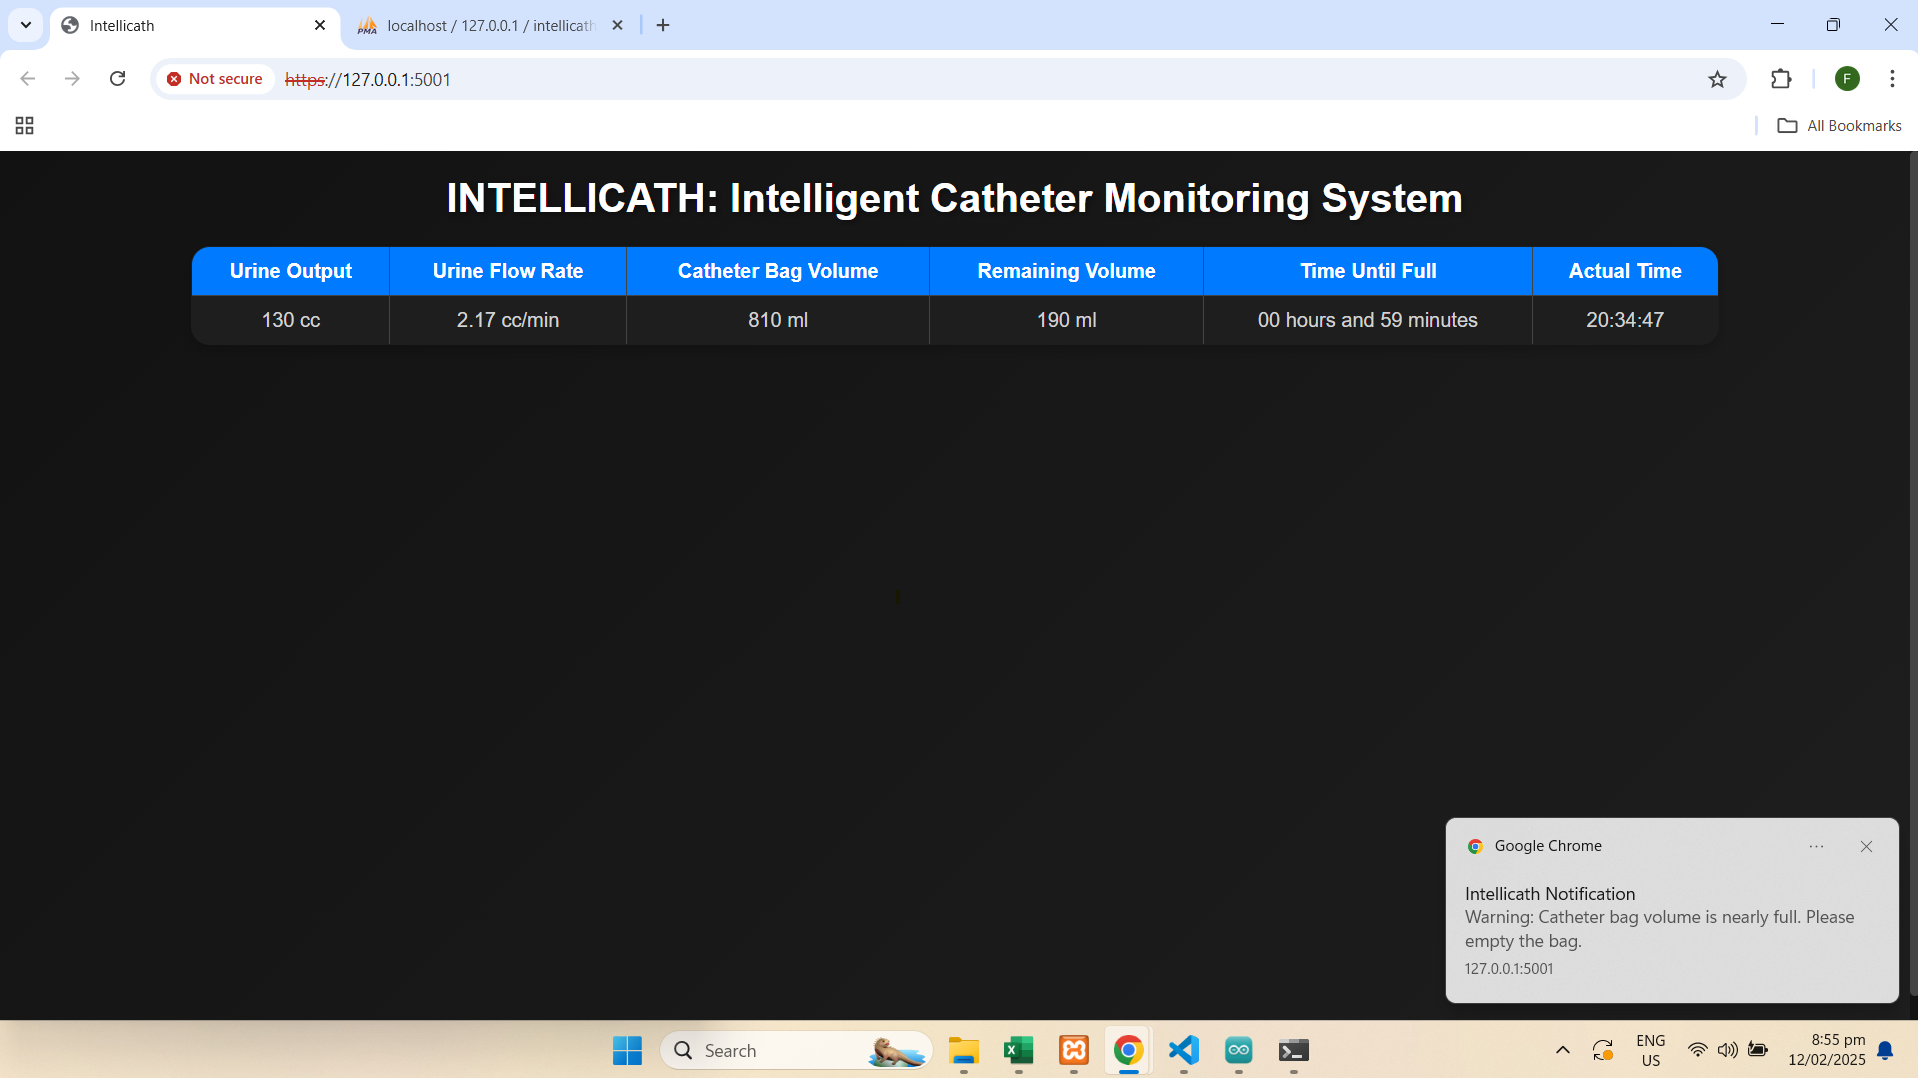 Intellicath
PMA
localhost / 127.0.0.1 / intellicath
Not secure
https://127.0.0.1:5001
F
All Bookmarks
INTELLICATH: Intelligent Catheter Monitoring System
Urine Output Urine Flow Rate Catheter Bag Volume Remaining Volume Time Until Full Actual Time
130 cc 2.17 cc/min 810 ml 190 ml 00 hours and 59 minutes 20:34:47
Google Chrome
Intellicath Notification
Warning: Catheter bag volume is nearly full. Please
empty the bag.
127.0.0.1:5001
Search
ENG
US
8:55 pm
12/02/2025